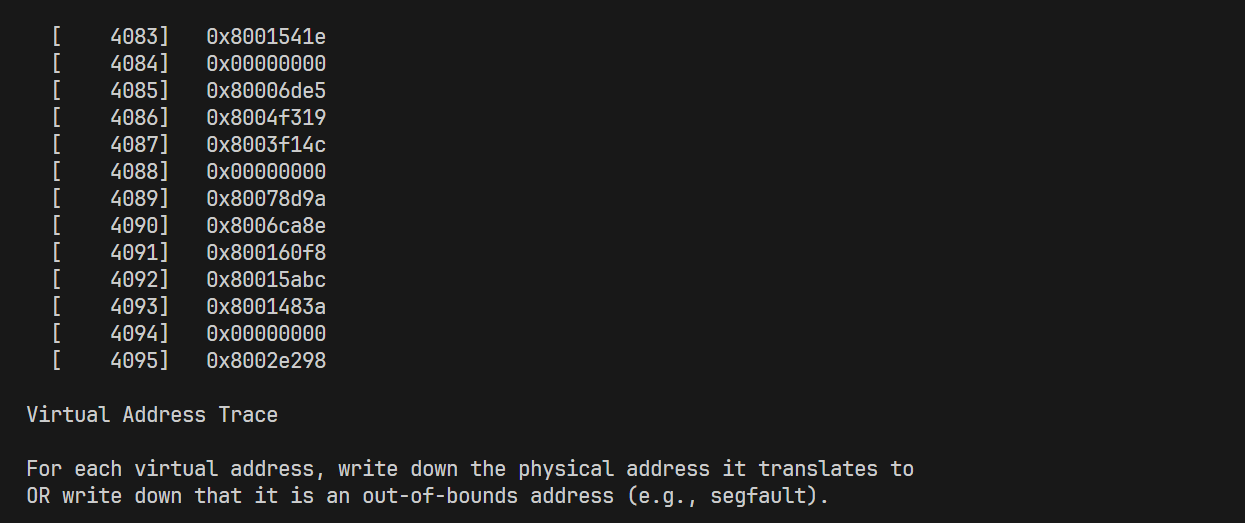 [      4083]   0x8001541e
[      4084]   0x00000000
[      4085]   0x80006de5
[      4086]   0x8004f319
[      4087]   0x8003f14c
[      4088]   0x00000000
[      4089]   0x80078d9a
[      4090]   0x8006ca8e
[      4091]   0x800160f8
[      4092]   0x80015abc
[      4093]   0x8001483a
[      4094]   0x00000000
[      4095]   0x8002e298
Virtual Address Trace
For each virtual address, write down the physical address it translates to
OR write down that it is an out-of-bounds address (e.g., segfault).